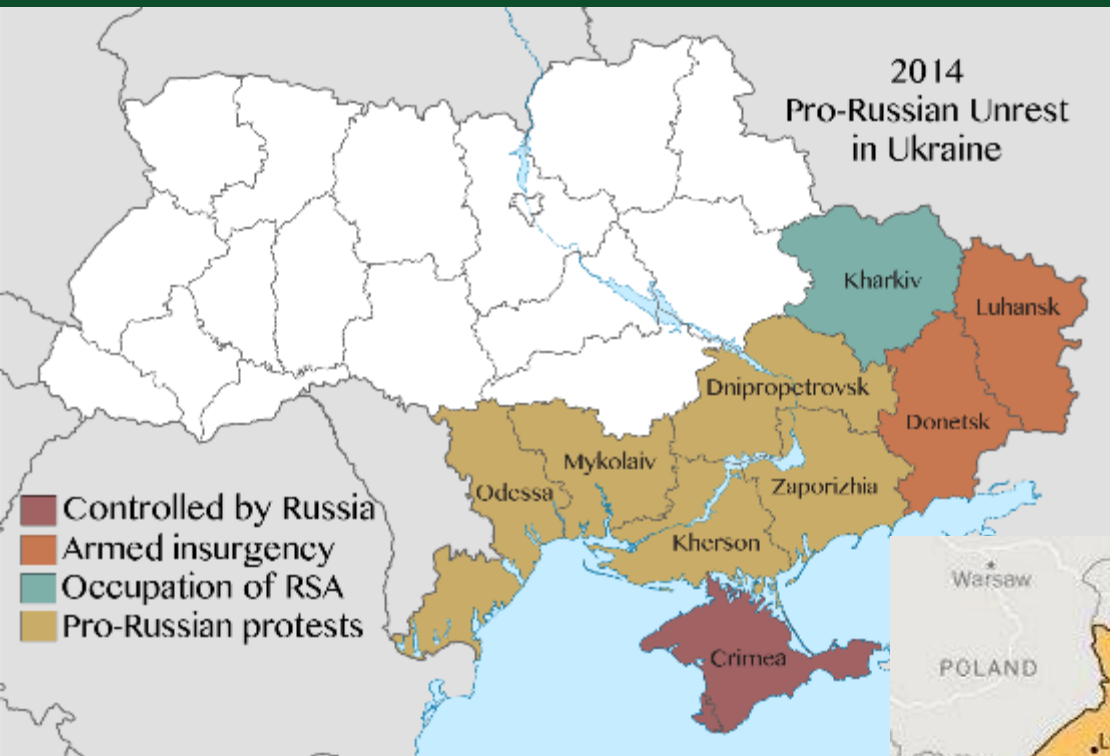 2014
Pro-Russian Unrest
in Ukraine
Kharkiv
Luhansk
Dnipropetrovsk
Donetsk
Mykolaiv
Odessa
Zaporizhia
Kherson
Crimea
Controlled by Russia
Armed insurgency
Occupation of RSA
Pro-Russian protests
Warsaw
POLAND